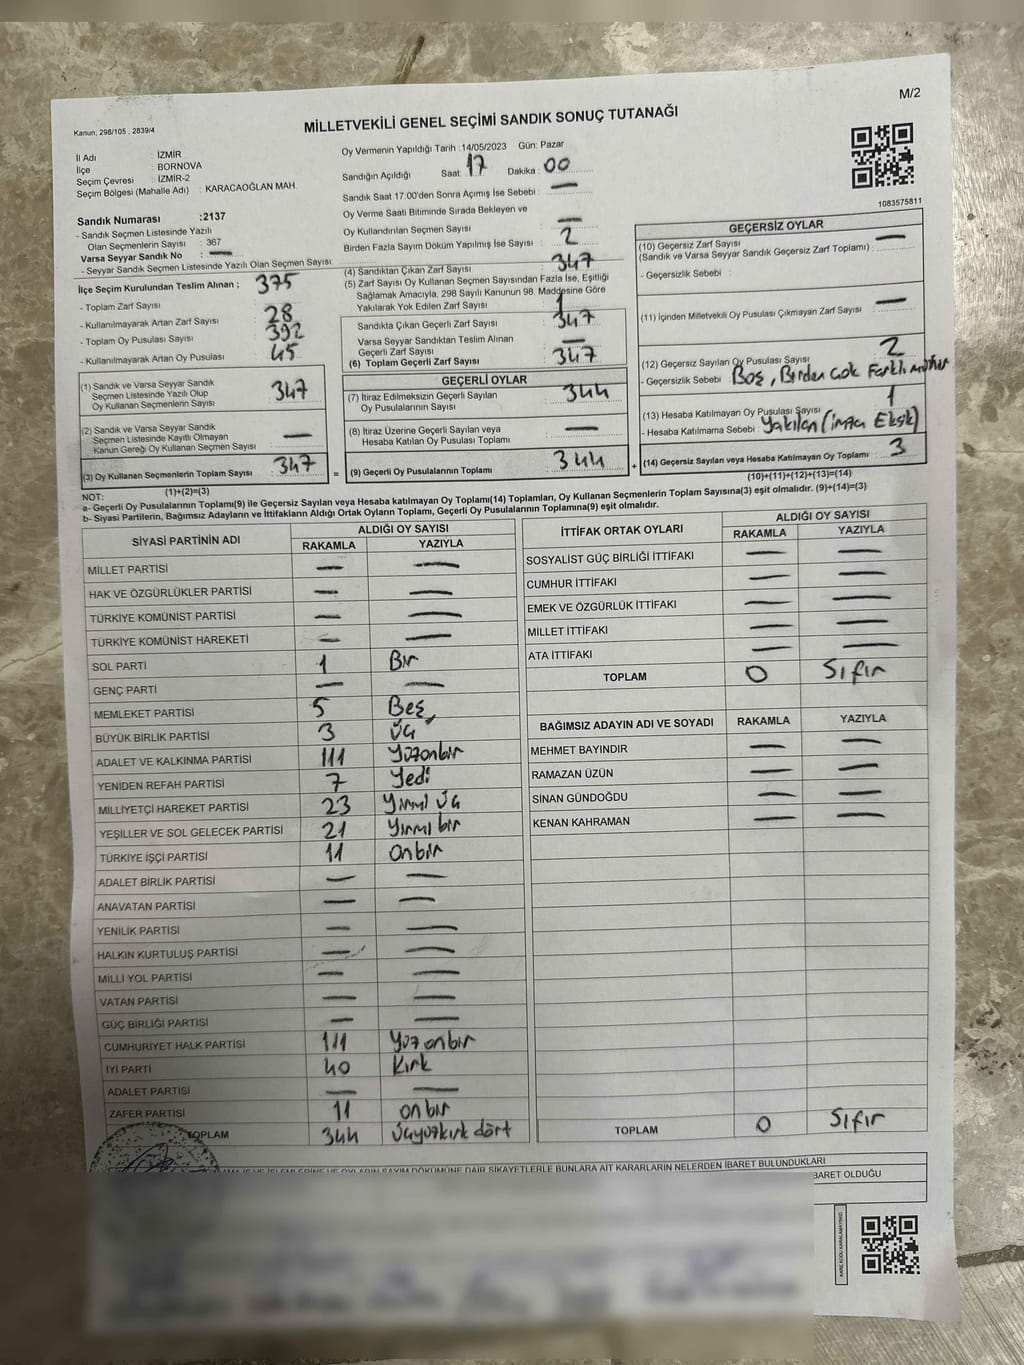 M/2
Kanun; 298/105 , 2839/4
MİLLETVEKİLİ GENEL SEÇİMİ SANDIK SONUÇ TUTANAĞI
İl Adı : İZMİR
İlçe : BORNOVA
Seçim Çevresi : İZMİR-2
Seçim Bölgesi (Mahalle Adı) : KARACAOĞLAN MAH.
Sandık Numarası :2137
- Sandık Seçmen Listesinde Yazılı
Olan Seçmenlerin Sayısı : 367
Varsa Seyyar Sandık No : —
- Seyyar Sandık Seçmen Listesinde Yazılı Olan Seçmen Sayısı:
Oy Vermenin Yapıldığı Tarih : 14/05/2023 Gün: Pazar
Sandığın Açıldığı Saat: 17 Dakika : 00
Sandık Saat 17.00'den Sonra Açımış İse Sebebi : —
Oy Verme Saati Bitiminde Sırada Bekleyen ve
Oy Kullandırılan Seçmen Sayısı : —
Birden Fazla Sayım Döküm Yapılmış İse Sayısı : 2
1083575811
İlçe Seçim Kurulundan Teslim Alınan ;
- Toplam Zarf Sayısı : 375
- Kullanılmayarak Artan Zarf Sayısı : 28
- Toplam Oy Pusulası Sayısı : 392
- Kullanılmayarak Artan Oy Pusulası : 45
(1) Sandık ve Varsa Seyyar Sandık
Seçmen Listesinde Yazılı Olup
Oy Kullanan Seçmenlerin Sayısı : 347
(2) Sandık ve Varsa Seyyar Sandık
Seçmen Listesinde Kayıtlı Olmayan
Kanun Gereği Oy Kullanan Seçmen Sayısı : —
(3) Oy Kullanan Seçmenlerin Toplam Sayısı : 347
(1)+(2)=(3)
(4) Sandıktan Çıkan Zarf Sayısı : 347
(5) Zarf Sayısı Oy Kullanan Seçmen Sayısından Fazla İse, Eşitliği
Sağlamak Amacıyla, 298 Sayılı Kanunun 98. Maddesine Göre
Yakılarak Yok Edilen Zarf Sayısı : 1
Sandıkta Çıkan Geçerli Zarf Sayısı : 347
Varsa Seyyar Sandıktan Teslim Alınan
Geçerli Zarf Sayısı : —
(6) Toplam Geçerli Zarf Sayısı : 347
GEÇERLİ OYLAR
(7) İtiraz Edilmeksizin Geçerli Sayılan
Oy Pusulalarının Sayısı : 344
(8) İtiraz Üzerine Geçerli Sayılan veya
Hesaba Katılan Oy Pusulası Toplamı : —
= (9) Geçerli Oy Pusulalarının Toplamı : 344 +
GEÇERSİZ OYLAR
(10) Geçersiz Zarf Sayısı : —
(Sandık ve Varsa Seyyar Sandık Geçersiz Zarf Toplamı)
- Geçersizlik Sebebi :
(11) İçinden Milletvekili Oy Pusulası Çıkmayan Zarf Sayısı : —
(12) Geçersiz Sayılan Oy Pusulası Sayısı : 2
- Geçersizlik Sebebi Boş, Birden çok Farklı mühür
(13) Hesaba Katılmayan Oy Pusulası Sayısı : 1
- Hesaba Katılmama Sebebi : Yakılan (imza Eksik)
(14) Geçersiz Sayılan veya Hesaba Katılmayan Oy Toplamı : 3
(10)+(11)+(12)+(13)=(14)
NOT:
a- Geçerli Oy Pusulalarının Toplamı(9) ile Geçersiz Sayılan veya Hesaba katılmayan Oy Toplamı(14) Toplamları, Oy Kullanan Seçmenlerin Toplam Sayısına(3) eşit olmalıdır. (9)+(14)=(3)
b- Siyasi Partilerin, Bağımsız Adayların ve İttifakların Aldığı Ortak Oyların Toplamı, Geçerli Oy Pusulalarının Toplamına(9) eşit olmalıdır.
SİYASİ PARTİNİN ADI ALDIĞI OY SAYISI
RAKAMLA YAZIYLA
MİLLET PARTİSİ — —
HAK VE ÖZGÜRLÜKLER PARTİSİ — —
TÜRKİYE KOMÜNİST PARTİSİ — —
TÜRKİYE KOMÜNİST HAREKETİ — —
SOL PARTİ 1 Bir
GENÇ PARTİ — —
MEMLEKET PARTİSİ 5 Beş
BÜYÜK BİRLİK PARTİSİ 3 üç
ADALET VE KALKINMA PARTİSİ 111 Yüzonbir
YENİDEN REFAH PARTİSİ 7 Yedi
MİLLİYETÇİ HAREKET PARTİSİ 23 Yirmi üç
YEŞİLLER VE SOL GELECEK PARTİSİ 21 Yirmi bir
TÜRKİYE İŞÇİ PARTİSİ 11 Onbir
ADALET BİRLİK PARTİSİ — —
ANAVATAN PARTİSİ — —
YENİLİK PARTİSİ — —
HALKIN KURTULUŞ PARTİSİ — —
MİLLİ YOL PARTİSİ — —
VATAN PARTİSİ — —
GÜÇ BİRLİĞİ PARTİSİ — —
CUMHURİYET HALK PARTİSİ 111 Yüz on bir
İYİ PARTİ 40 Kırk
ADALET PARTİSİ — —
ZAFER PARTİSİ 11 on bir
TOPLAM 344 üçyüzkırk dört
İTTİFAK ORTAK OYLARI ALDIĞI OY SAYISI
RAKAMLA YAZIYLA
SOSYALİST GÜÇ BİRLİĞİ İTTİFAKI — —
CUMHUR İTTİFAKI — —
EMEK VE ÖZGÜRLÜK İTTİFAKI — —
MİLLET İTTİFAKI — —
ATA İTTİFAKI — —
TOPLAM 0 Sıfır
BAĞIMSIZ ADAYIN ADI VE SOYADI RAKAMLA YAZIYLA
MEHMET BAYINDIR — —
RAMAZAN ÜZÜN — —
SİNAN GÜNDOĞDU — —
KENAN KAHRAMAN — —
TOPLAM 0 Sıfır
SAYIM DÖKÜMÜNE DAİR ŞİKAYETLERLE BUNLARA AİT KARARLARIN NELERDEN İBARET BULUNDUKLARI
BARET OLDUĞU